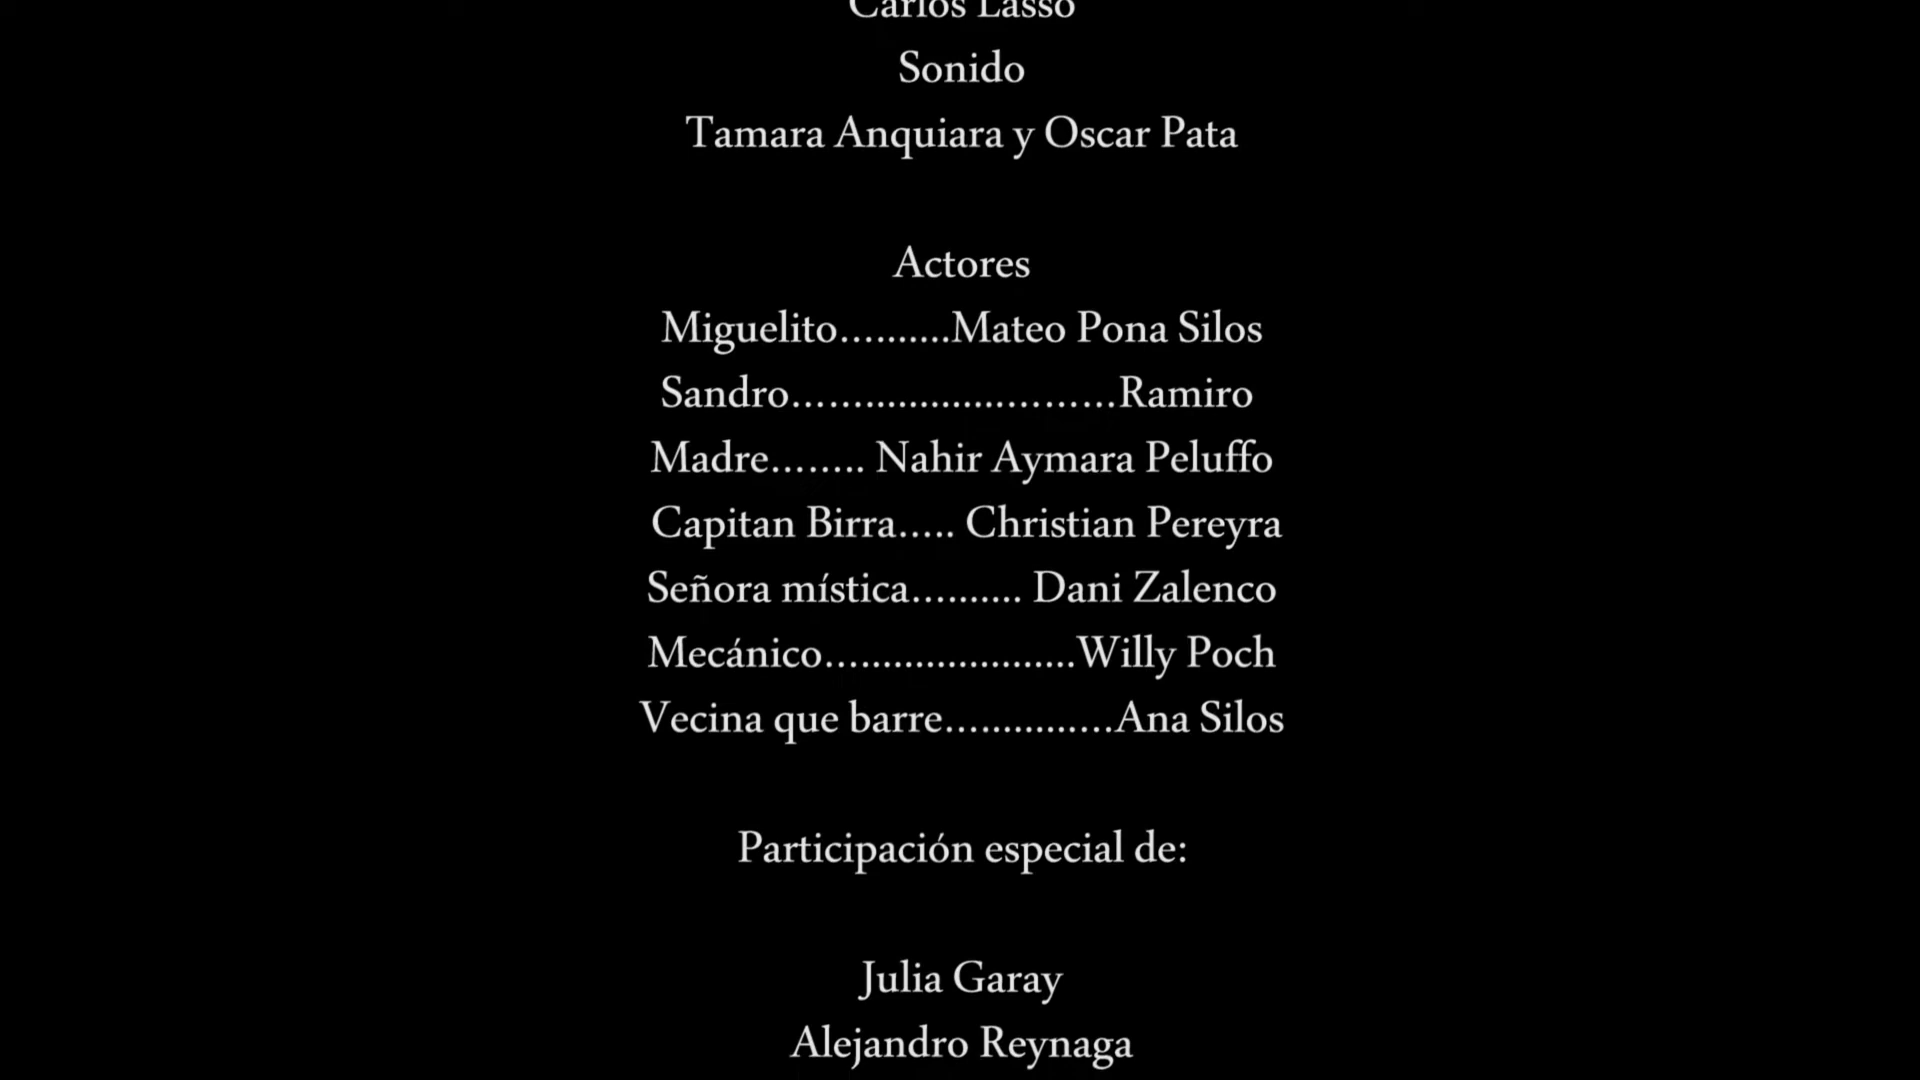 Carlos Lasso
Sonido
Tamara Anquiara y Oscar Pata
Actores
Miguelito..........Mateo Pona Silos
Sandro.............................Ramiro
Madre........ Nahir Aymara Peluffo
Capitan Birra..... Christian Pereyra
Señora mística.......... Dani Zalenco
Mecánico.......................Willy Poch
Vecina que barre...............Ana Silos
Participación especial de:
Julia Garay
Alejandro Reynaga